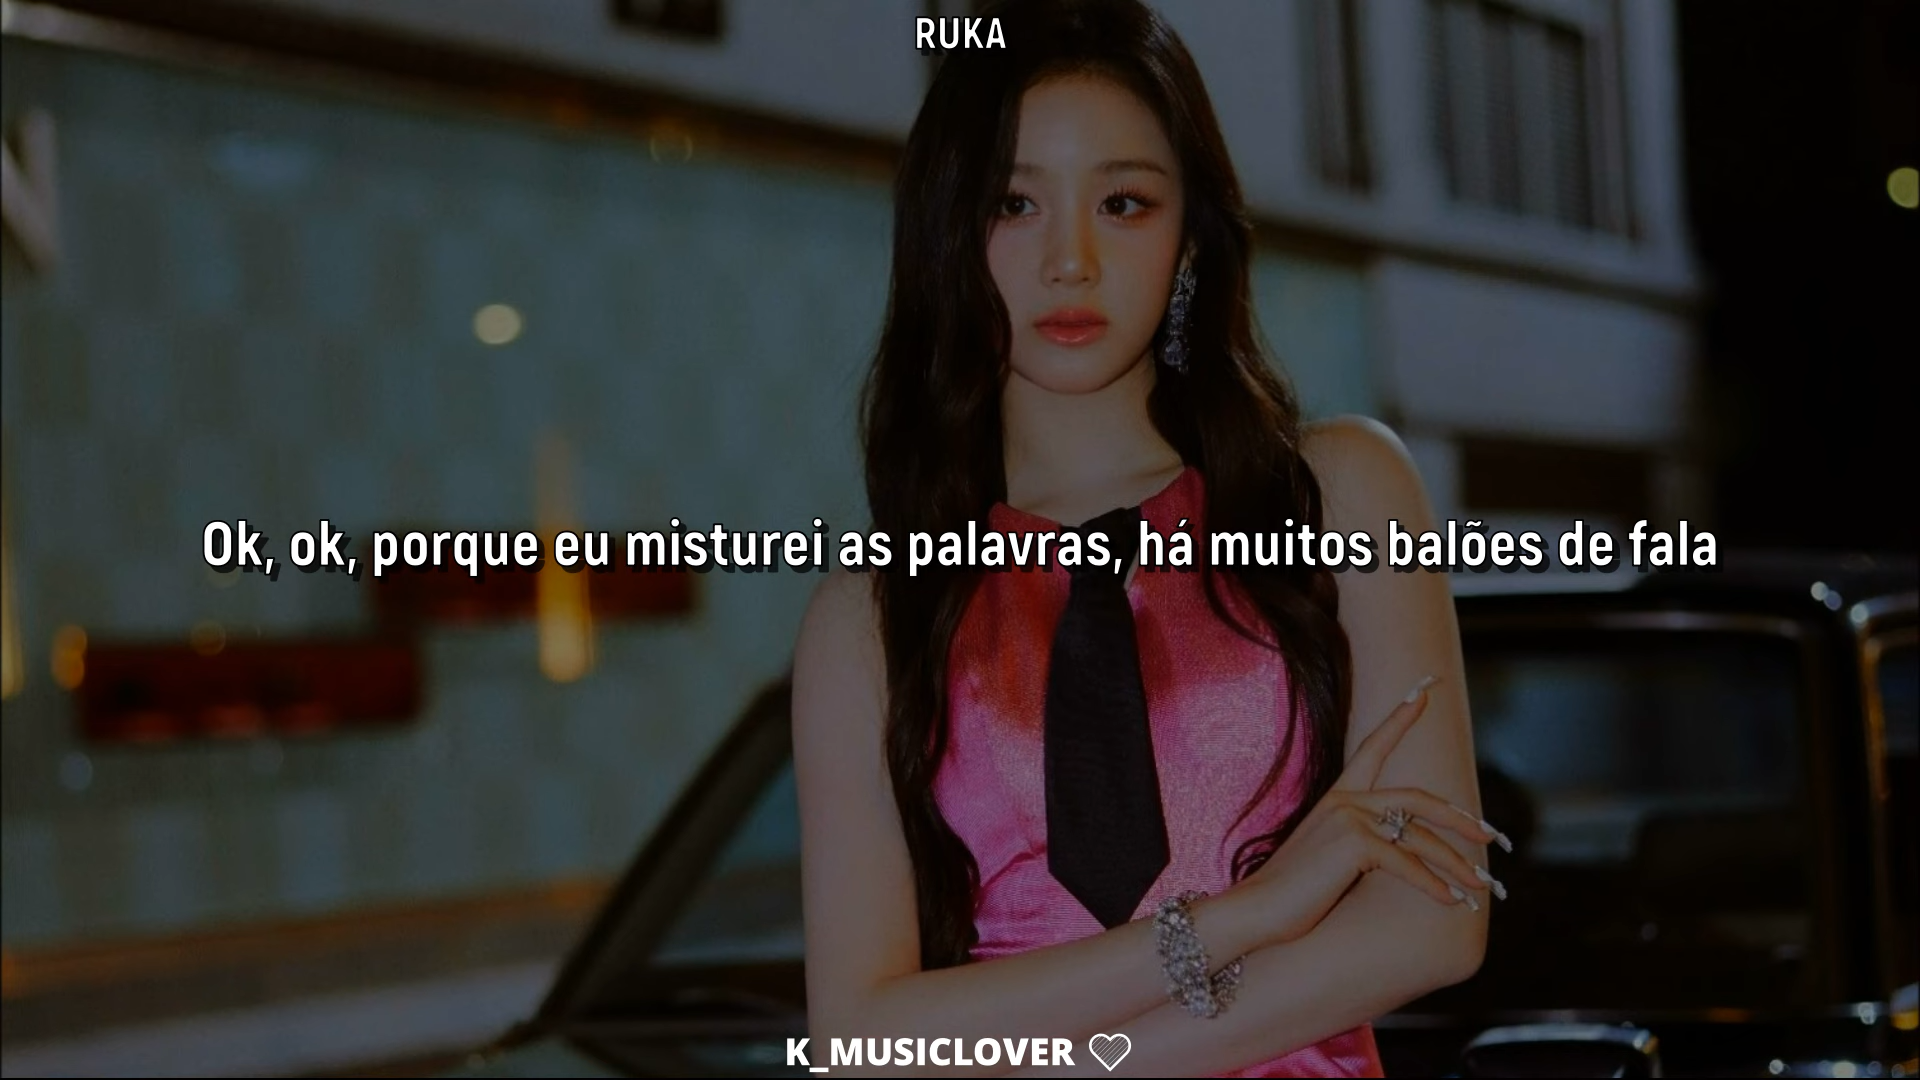 RUKA
Ok, ok, porque eu misturei as palavras, há muitos balões de fala
K_MUSICLOVER